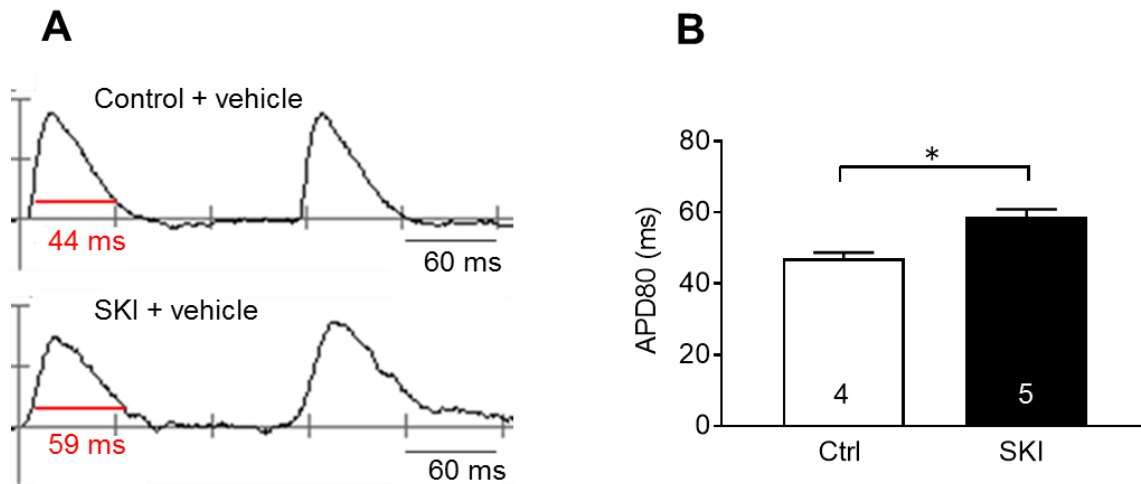 A
Control + vehicle
44 ms
60 ms
SKI + vehicle
59 ms
60 ms
B
*
APD80 (ms)
80
60
40
20
0
4
5
Ctrl
SKI